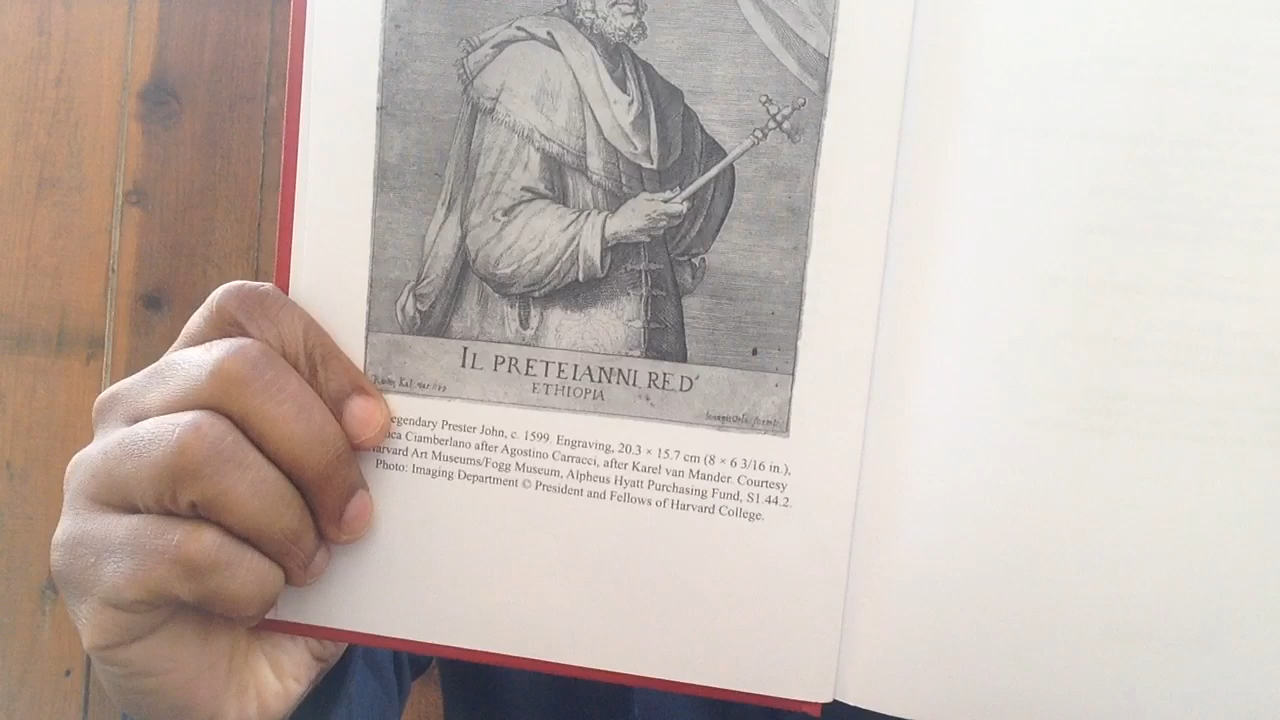 IL PRETEIANNI RE D'
ETHIOPIA
egendary Prester John, c. 1599. Engraving, 20.3 × 15.7 cm (8 × 6 3/16 in.),
Ciamberlano after Agostino Carracci, after Karel van Mander. Courtesy
arvard Art Museums/Fogg Museum, Alpheus Hyatt Purchasing Fund, S1.44.2.
Photo: Imaging Department © President and Fellows of Harvard College.